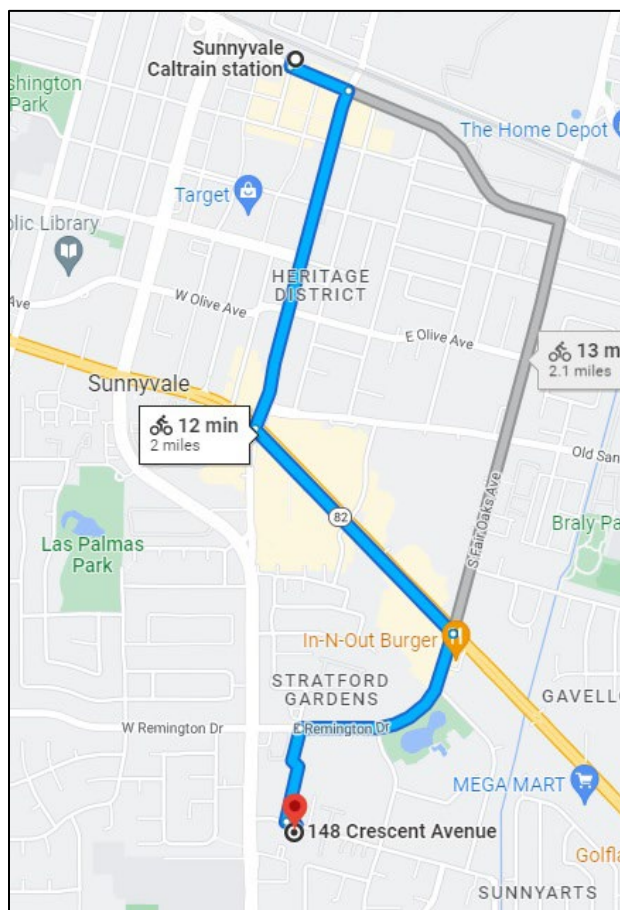 Sunnyvale
Caltrain station
shington
Park
The Home Depot
Target
olic Library
HERITAGE
DISTRICT
W Olive Ave
Ave
E Olive Ave
13 m
2.1 miles
Sunnyvale
12 min
2 miles
Old San
82
S Fair Oaks Ave
Braly Pa
Las Palmas
Park
In-N-Out Burger
STRATFORD
GARDENS
GAVELLO
W Remington Dr
E Remington Dr
MEGA MART
148 Crescent Avenue
Golfla
SUNNYARTS